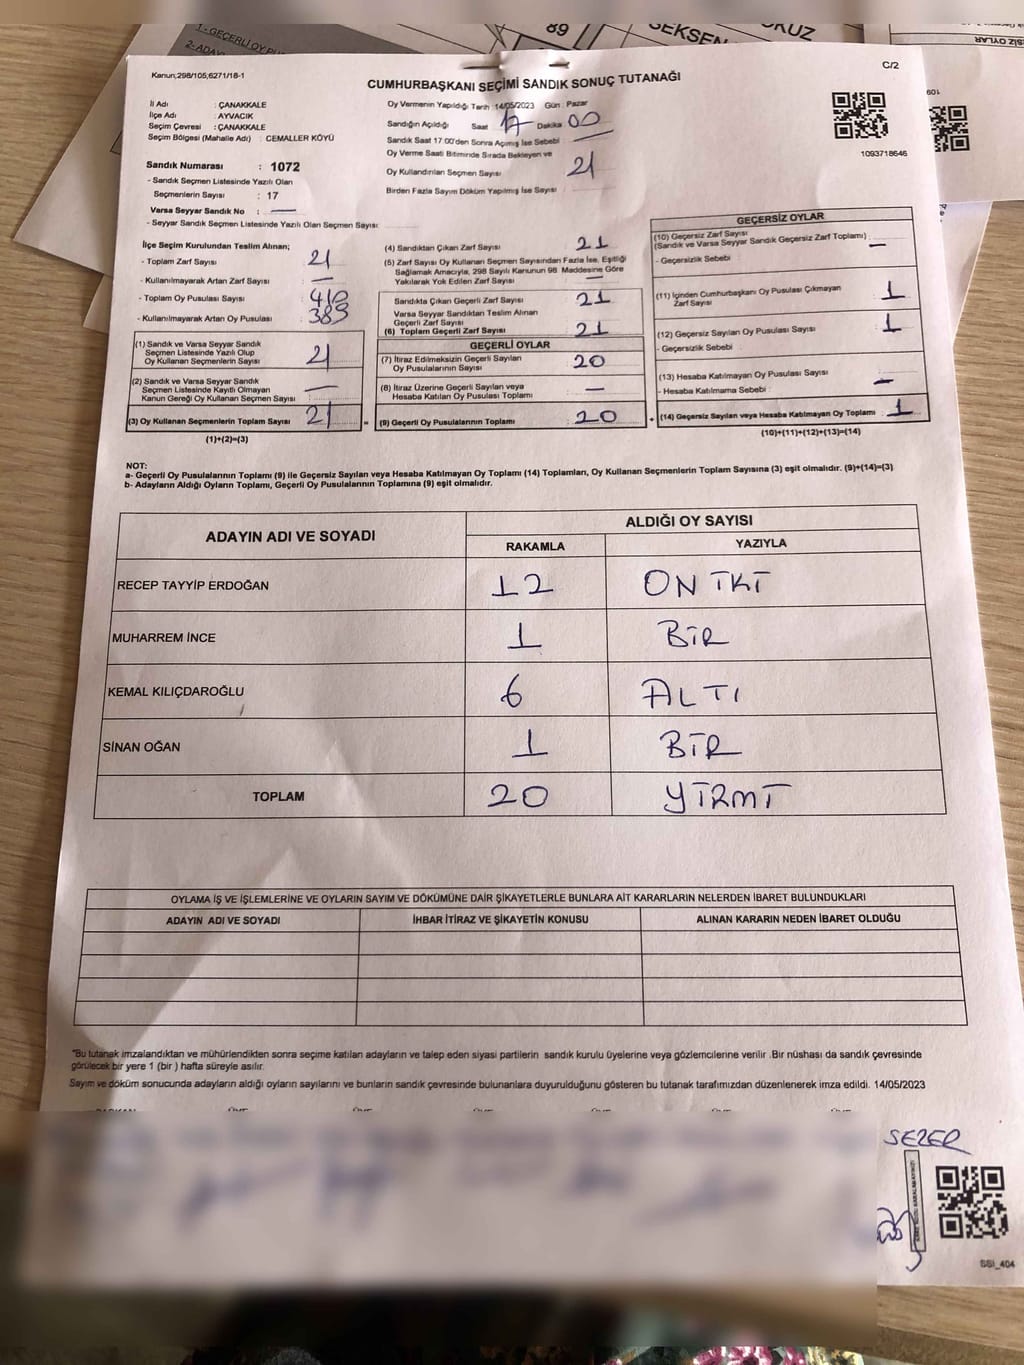 89
SEKSEN
1- GEÇERLİ OY PU
2- ADAY
Kanun;298/105,6271/18-1
C/2
CUMHURBAŞKANI SEÇİMİ SANDIK SONUÇ TUTANAĞI
İl Adı : ÇANAKKALE
İlçe Adı : AYVACIK
Seçim Çevresi : ÇANAKKALE
Seçim Bölgesi (Mahalle Adı) : CEMALLER KÖYÜ
Sandık Numarası : 1072
- Sandık Seçmen Listesinde Yazılı Olan
Seçmenlerin Sayısı : 17
Varsa Seyyar Sandık No : —
- Seyyar Sandık Seçmen Listesinde Yazılı Olan Seçmen Sayısı:
Oy Vermenin Yapıldığı Tarih :14/05/2023 Gün : Pazar
Sandığın Açıldığı Saat 17 Dakika 00
Sandık Saat 17:00'den Sonra Açımış İse Sebebi
Oy Verme Saati Bitiminde Sırada Bekleyen ve
Oy Kullandırılan Seçmen Sayısı 21
Birden Fazla Sayım Döküm Yapılmış İse Sayısı
1093718646
İlçe Seçim Kurulundan Teslim Alınan;
- Toplam Zarf Sayısı 21
- Kullanılmayarak Artan Zarf Sayısı —
- Toplam Oy Pusulası Sayısı 410
- Kullanılmayarak Artan Oy Pusulası 389
(1) Sandık ve Varsa Seyyar Sandık
Seçmen Listesinde Yazılı Olup
Oy Kullanan Seçmenlerin Sayısı 21
(2) Sandık ve Varsa Seyyar Sandık
Seçmen Listesinde Kayıtlı Olmayan
Kanun Gereği Oy Kullanan Seçmen Sayısı : —
(3) Oy Kullanan Seçmenlerin Toplam Sayısı 21
(1)+(2)=(3)
(4) Sandıktan Çıkan Zarf Sayısı 21
(5) Zarf Sayısı Oy Kullanan Seçmen Sayısından Fazla İse, Eşitliği
Sağlamak Amacıyla, 298 Sayılı Kanunun 98 Maddesine Göre
Yakılarak Yok Edilen Zarf Sayısı —
Sandıkta Çıkan Geçerli Zarf Sayısı 21
Varsa Seyyar Sandıktan Teslim Alınan
Geçerli Zarf Sayısı
(6) Toplam Geçerli Zarf Sayısı 21
GEÇERLİ OYLAR
(7) İtiraz Edilmeksizin Geçerli Sayılan
Oy Pusulalarının Sayısı 20
(8) İtiraz Üzerine Geçerli Sayılan veya
Hesaba Katılan Oy Pusulası Toplamı —
= (9) Geçerli Oy Pusulalarının Toplamı 20
GEÇERSİZ OYLAR
(10) Geçersiz Zarf Sayısı
(Sandık ve Varsa Seyyar Sandık Geçersiz Zarf Toplamı) —
- Geçersizlik Sebebi
(11) İçinden Cumhurbaşkanı Oy Pusulası Çıkmayan
Zarf Sayısı 1
(12) Geçersiz Sayılan Oy Pusulası Sayısı 1
- Geçersizlik Sebebi
(13) Hesaba Katılmayan Oy Pusulası Sayısı —
- Hesaba Katılmama Sebebi
+ (14) Geçersiz Sayılan veya Hesaba Katılmayan Oy Toplamı 1
(10)+(11)+(12)+(13)=(14)
NOT:
a- Geçerli Oy Pusulalarının Toplamı (9) ile Geçersiz Sayılan veya Hesaba Katılmayan Oy Toplamı (14) Toplamları, Oy Kullanan Seçmenlerin Toplam Sayısına (3) eşit olmalıdır. (9)+(14)=(3)
b- Adayların Aldığı Oyların Toplamı, Geçerli Oy Pusulalarının Toplamına (9) eşit olmalıdır.
ADAYIN ADI VE SOYADI
ALDIĞI OY SAYISI
RAKAMLA YAZIYLA
RECEP TAYYİP ERDOĞAN 12 ON İKİ
MUHARREM İNCE 1 BİR
KEMAL KILIÇDAROĞLU 6 ALTI
SİNAN OĞAN 1 BİR
TOPLAM 20 YİRMİ
OYLAMA İŞ VE İŞLEMLERİNE VE OYLARIN SAYIM VE DÖKÜMÜNE DAİR ŞİKAYETLERLE BUNLARA AİT KARARLARIN NELERDEN İBARET BULUNDUKLARI
ADAYIN ADI VE SOYADI İHBAR İTİRAZ VE ŞİKAYETİN KONUSU ALINAN KARARIN NEDEN İBARET OLDUĞU
"Bu tutanak imzalandıktan ve mühürlendikten sonra seçime katılan adayların ve talep eden siyasi partilerin sandık kurulu üyelerine veya gözlemcilerine verilir .Bir nüshası da sandık çevresinde
görülecek bir yere 1 (bir ) hafta süreyle asılır.
Sayım ve döküm sonucunda adayların aldığı oyların sayılarını ve bunların sandık çevresinde bulunanlara duyurulduğunu gösteren bu tutanak tarafımızdan düzenlenerek imza edildi. 14/05/2023
SEZER
SSI_404